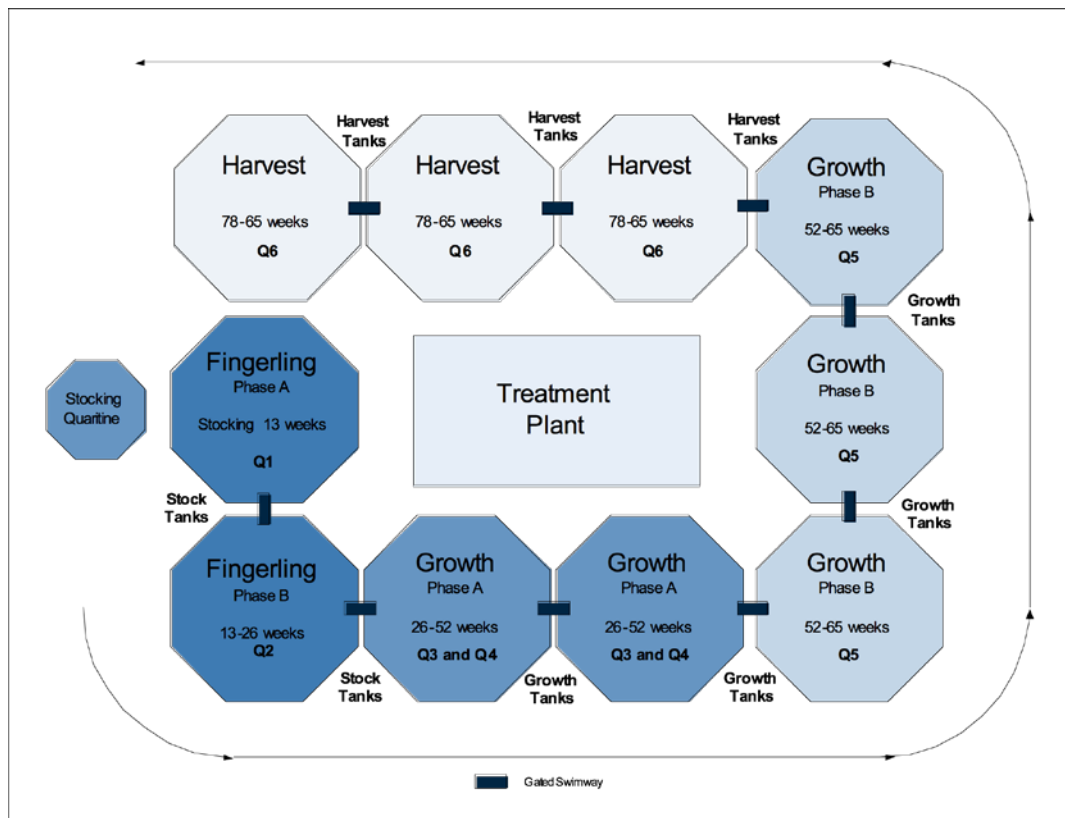 Harvest
Tanks
Harvest
Tanks
Harvest
Tanks
Harvest
78-65 weeks
Q6
Harvest
78-65 weeks
Q6
Harvest
78-65 weeks
Q6
Growth
Phase B
52-65 weeks
Q5
Growth
Tanks
Stocking
Quaritine
Fingerling
Phase A
Stocking 13 weeks
Q1
Treatment
Plant
Growth
Phase B
52-65 weeks
Q5
Stock
Tanks
Growth
Tanks
Fingerling
Phase B
13-26 weeks
Q2
Growth
Phase A
26-52 weeks
Q3 and Q4
Growth
Phase A
26-52 weeks
Q3 and Q4
Growth
Phase B
52-65 weeks
Q5
Stock
Tanks
Growth
Tanks
Growth
Tanks
Gated Swimway